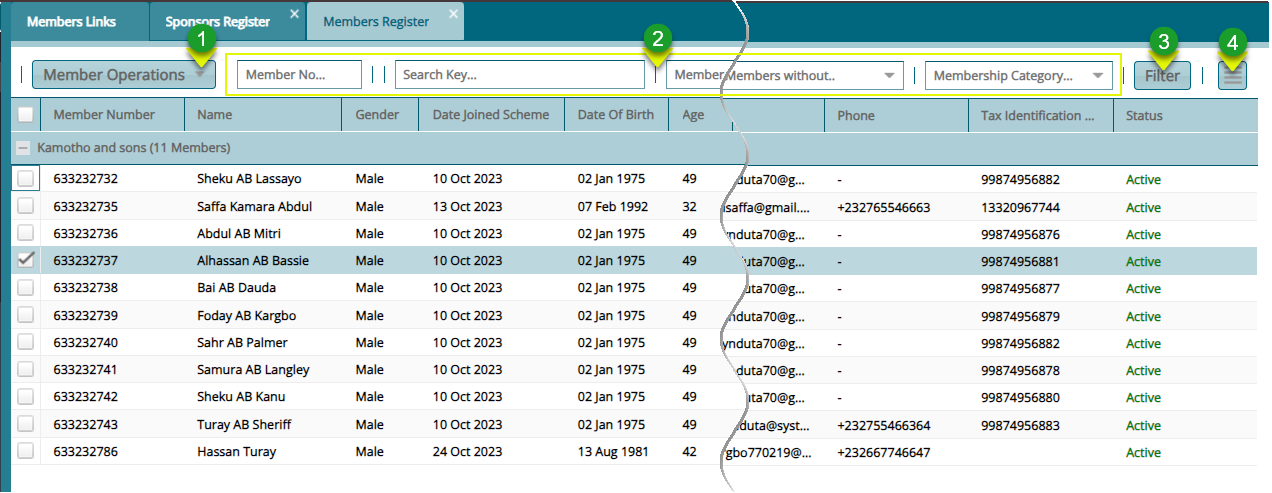 Members Links Sponsors Register Members Register
1 2 3 4
Member Operations Member No... Search Key... Member Members without.. Membership Category... Filter
Member Number Name Gender Date Joined Scheme Date Of Birth Age Phone Tax Identification ... Status
Kamotho and sons (11 Members)
633232732 Sheku AB Lassayo Male 10 Oct 2023 02 Jan 1975 49 nduta70@g... - 99874956882 Active
633232735 Saffa Kamara Abdul Male 13 Oct 2023 07 Feb 1992 32 isaffa@gmail.... +232765546663 13320967744 Active
633232736 Abdul AB Mitri Male 10 Oct 2023 02 Jan 1975 49 ynduta70@g... - 99874956876 Active
633232737 Alhassan AB Bassie Male 10 Oct 2023 02 Jan 1975 49 uta70@g... - 99874956881 Active
633232738 Bai AB Dauda Male 10 Oct 2023 02 Jan 1975 49 uta70@g... - 99874956877 Active
633232739 Foday AB Kargbo Male 10 Oct 2023 02 Jan 1975 49 nduta70@g... - 99874956879 Active
633232740 Sahr AB Palmer Male 10 Oct 2023 02 Jan 1975 49 ynduta70@g... - 99874956882 Active
633232741 Samura AB Langley Male 10 Oct 2023 02 Jan 1975 49 nduta70@g... - 99874956878 Active
633232742 Sheku AB Kanu Male 10 Oct 2023 02 Jan 1975 49 uta70@g... - 99874956880 Active
633232743 Turay AB Sheriff Male 10 Oct 2023 02 Jan 1975 49 duta@syst... +232755466364 99874956883 Active
633232786 Hassan Turay Male 24 Oct 2023 13 Aug 1981 42 gbo770219@... +232667746647 Active